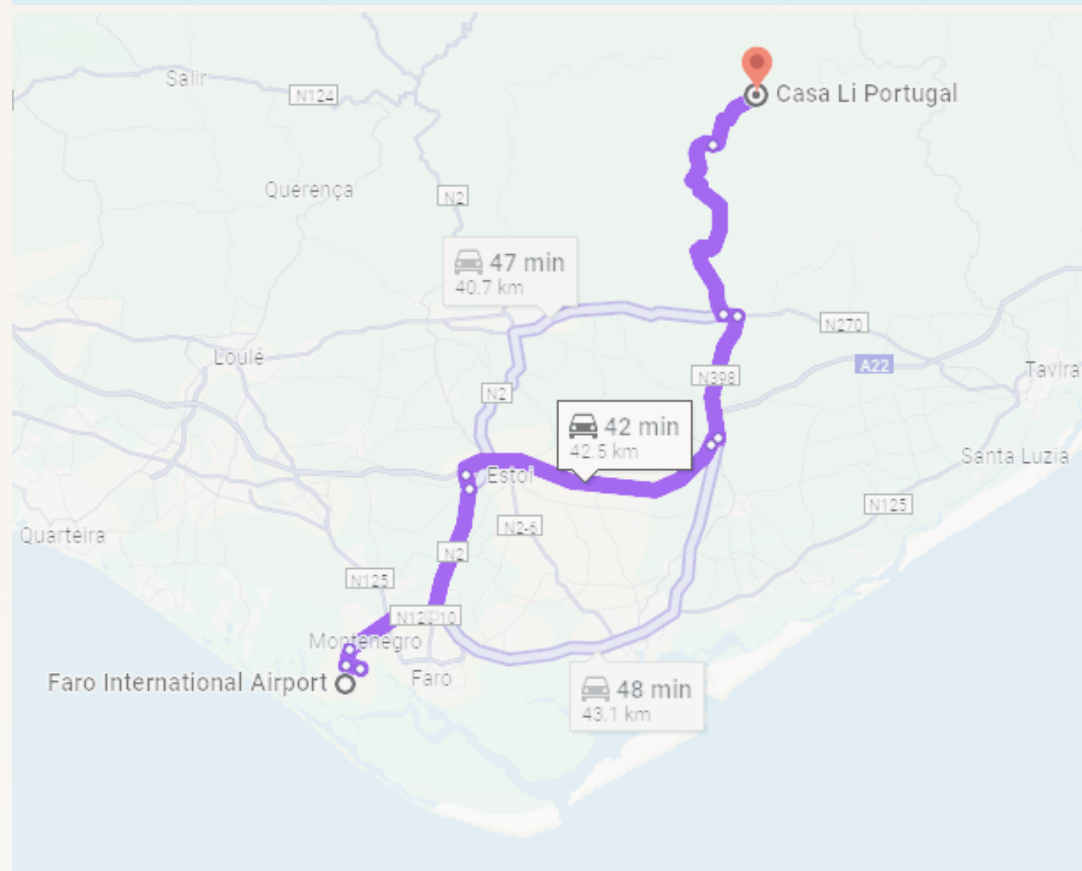 Casa Li Portugal
Salir
N124
Querença
N2
47 min
40.7 km
N270
Loulé
A22
Tavira
N398
N2
42 min
42.5 km
Santa Luzia
Estol
N125
N2-6
Quarteira
N2
N125
Montenegro
Faro
Faro International Airport
48 min
43.1 km